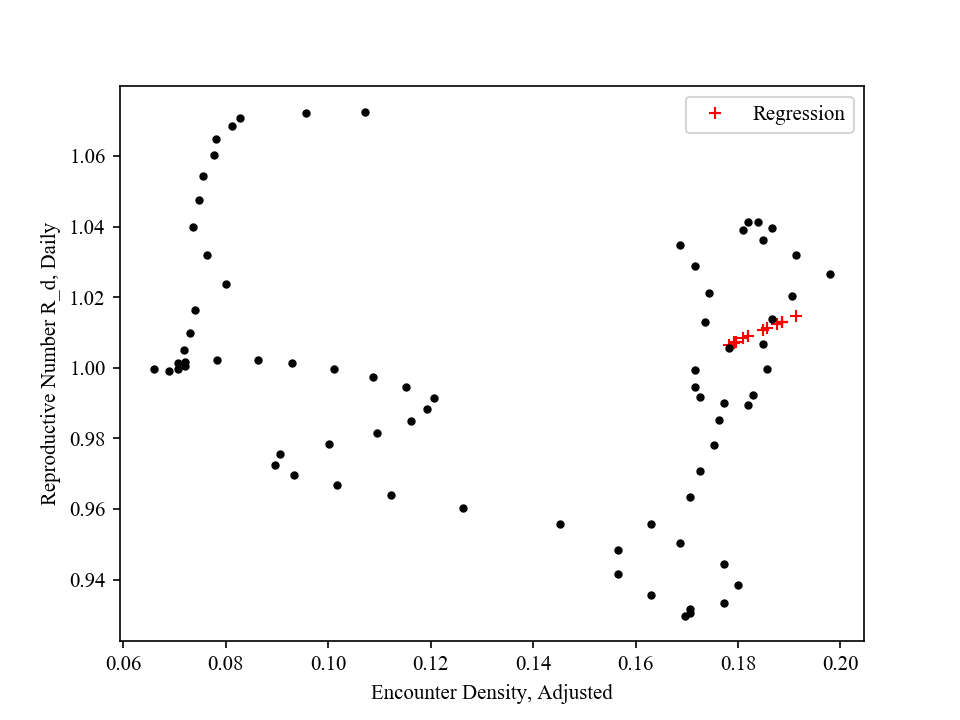 Regression
1.06
1.04
1.02
1.00
0.98
0.96
0.94
Reproductive Number R_d, Daily
0.06 0.08 0.10 0.12 0.14 0.16 0.18 0.20
Encounter Density, Adjusted